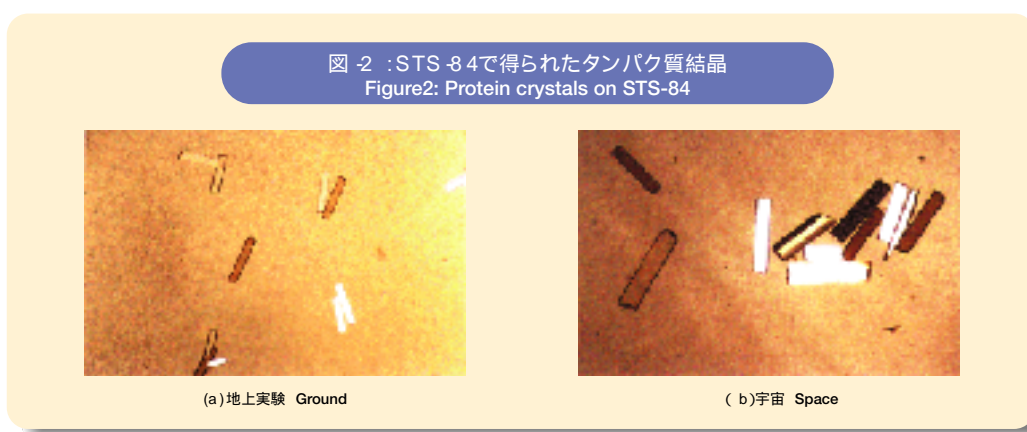 図-2 :STS-84で得られたタンパク質結晶
Figure2: Protein crystals on STS-84
(a)地上実験 Ground
(b)宇宙 Space